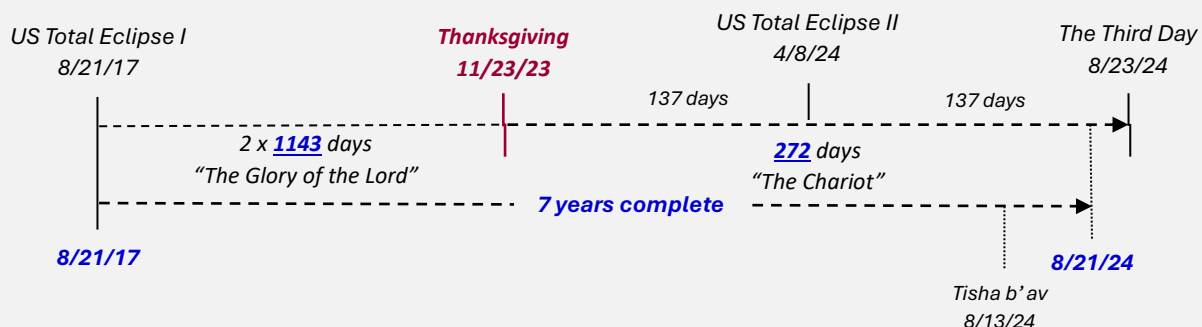 US Total Eclipse I
8/21/17
Thanksgiving
11/23/23
US Total Eclipse II
4/8/24
The Third Day
8/23/24
137 days
137 days
2 x 1143 days
“The Glory of the Lord”
272 days
“The Chariot”
7 years complete
8/21/17
8/21/24
Tisha b’av
8/13/24